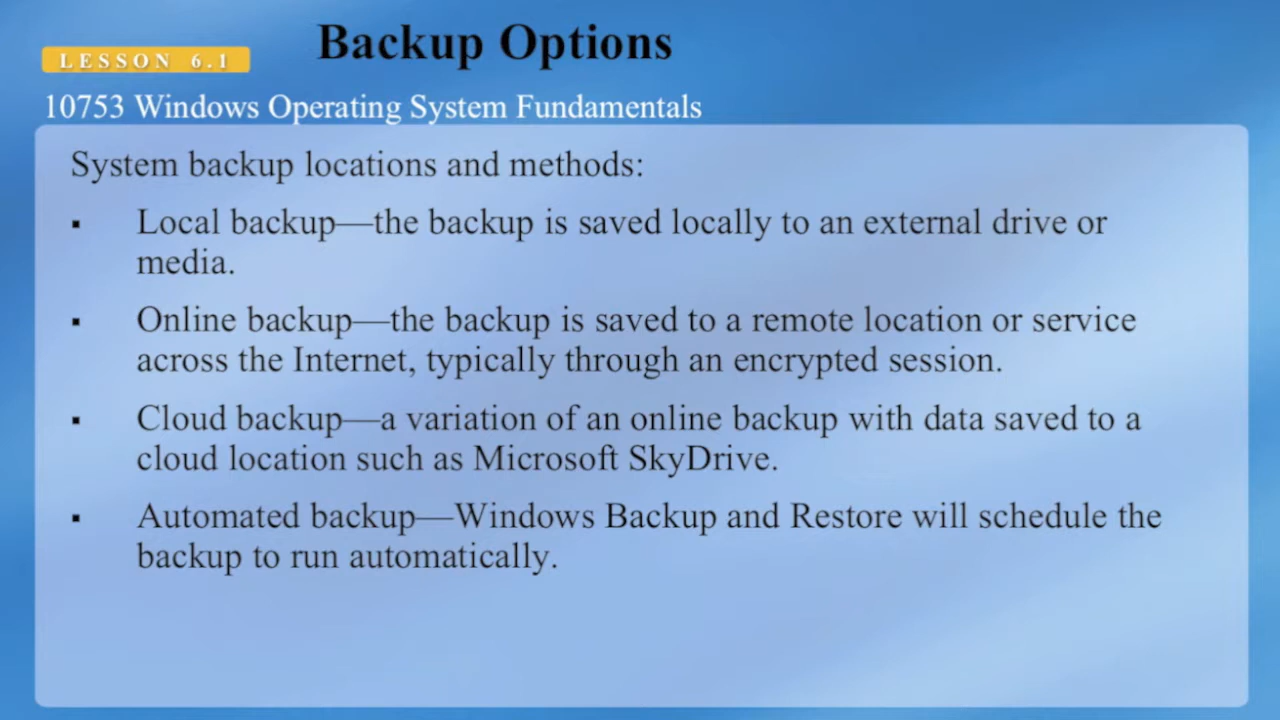 Backup Options
LESSON 6.1
10753 Windows Operating System Fundamentals
System backup locations and methods:
▪ Local backup—the backup is saved locally to an external drive or
media.
▪ Online backup—the backup is saved to a remote location or service
across the Internet, typically through an encrypted session.
▪ Cloud backup—a variation of an online backup with data saved to a
cloud location such as Microsoft SkyDrive.
▪ Automated backup—Windows Backup and Restore will schedule the
backup to run automatically.